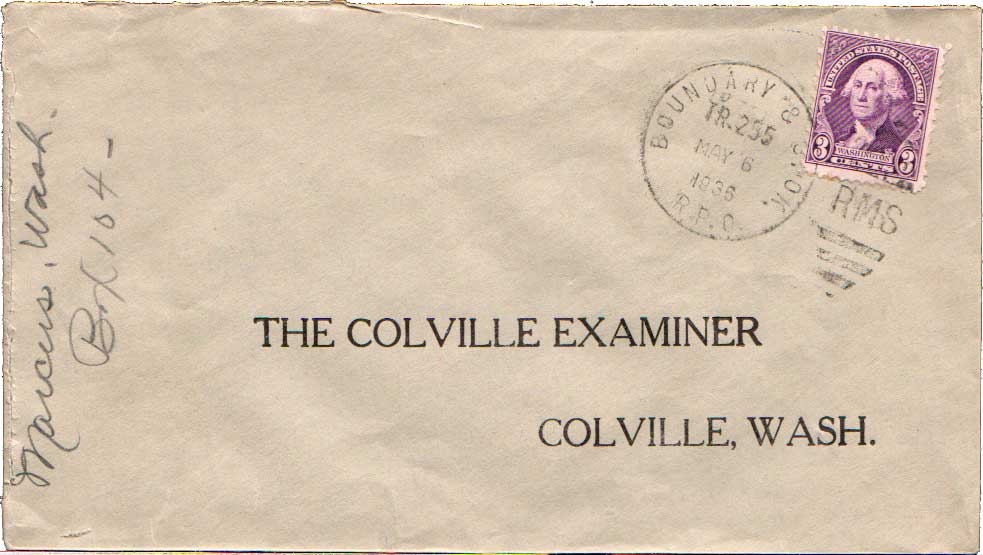 Marcus, Wash.
Box 104 -
BOUNDARY & SPOK.
TR. 255
MAY 6
1936
R.P.O.
UNITED STATES POSTAGE
WASHINGTON
3 CENTS 3
RMS
THE COLVILLE EXAMINER
COLVILLE, WASH.